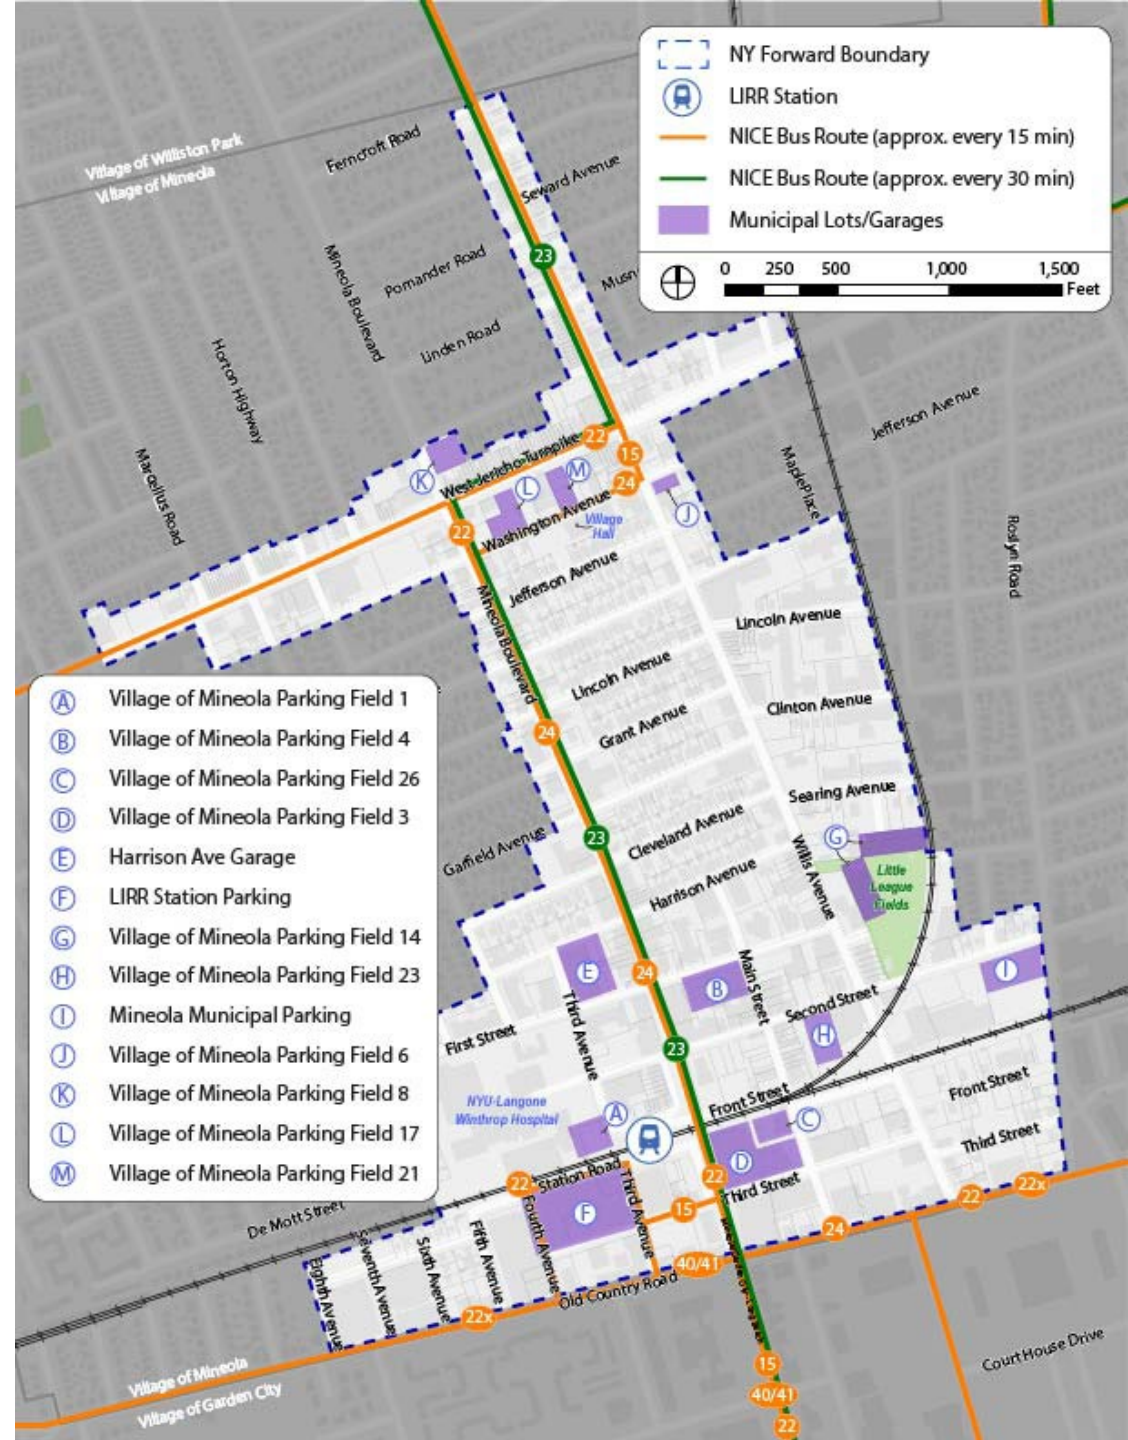 NY Forward Boundary
LIRR Station
NICE Bus Route (approx. every 15 min)
NICE Bus Route (approx. every 30 min)
Municipal Lots/Garages
0 250 500 1,000 1,500
Feet
Village of Williston Park
Village of Mineola
Ferncroft Road
Seward Avenue
23
Mineola Boulevard
Pomander Road
Linden Road
Horton Highway
Marcellus Road
Jefferson Avenue
Maple Place
Roslyn Road
22
15
24
K
West Jericho Turnpike
L
M
J
22
Washington Avenue
Village
Hall
Jefferson Avenue
Mineola Boulevard
Lincoln Avenue
Lincoln Avenue
Clinton Avenue
Grant Avenue
24
Searing Avenue
23
Cleveland Avenue
Garfield Avenue
Harrison Avenue
Willis Avenue
G
Little
League
Fields
A Village of Mineola Parking Field 1
B Village of Mineola Parking Field 4
C Village of Mineola Parking Field 26
D Village of Mineola Parking Field 3
E Harrison Ave Garage
F LIRR Station Parking
G Village of Mineola Parking Field 14
H Village of Mineola Parking Field 23
I Mineola Municipal Parking
J Village of Mineola Parking Field 6
K Village of Mineola Parking Field 8
L Village of Mineola Parking Field 17
M Village of Mineola Parking Field 21
E
24
B
Main Street
I
Second Street
H
First Street
Third Avenue
23
Front Street
Front Street
NYU-Langone
Winthrop Hospital
A
C
D
Third Street
Third Street
22
Station Road
22
F
Third Avenue
15
Fourth Avenue
Fifth Avenue
Sixth Avenue
Seventh Avenue
Eighth Avenue
De Mott Street
22x
22
24
40/41
Old Country Road
22x
Village of Mineola
Village of Garden City
Court House Drive
15
40/41
22